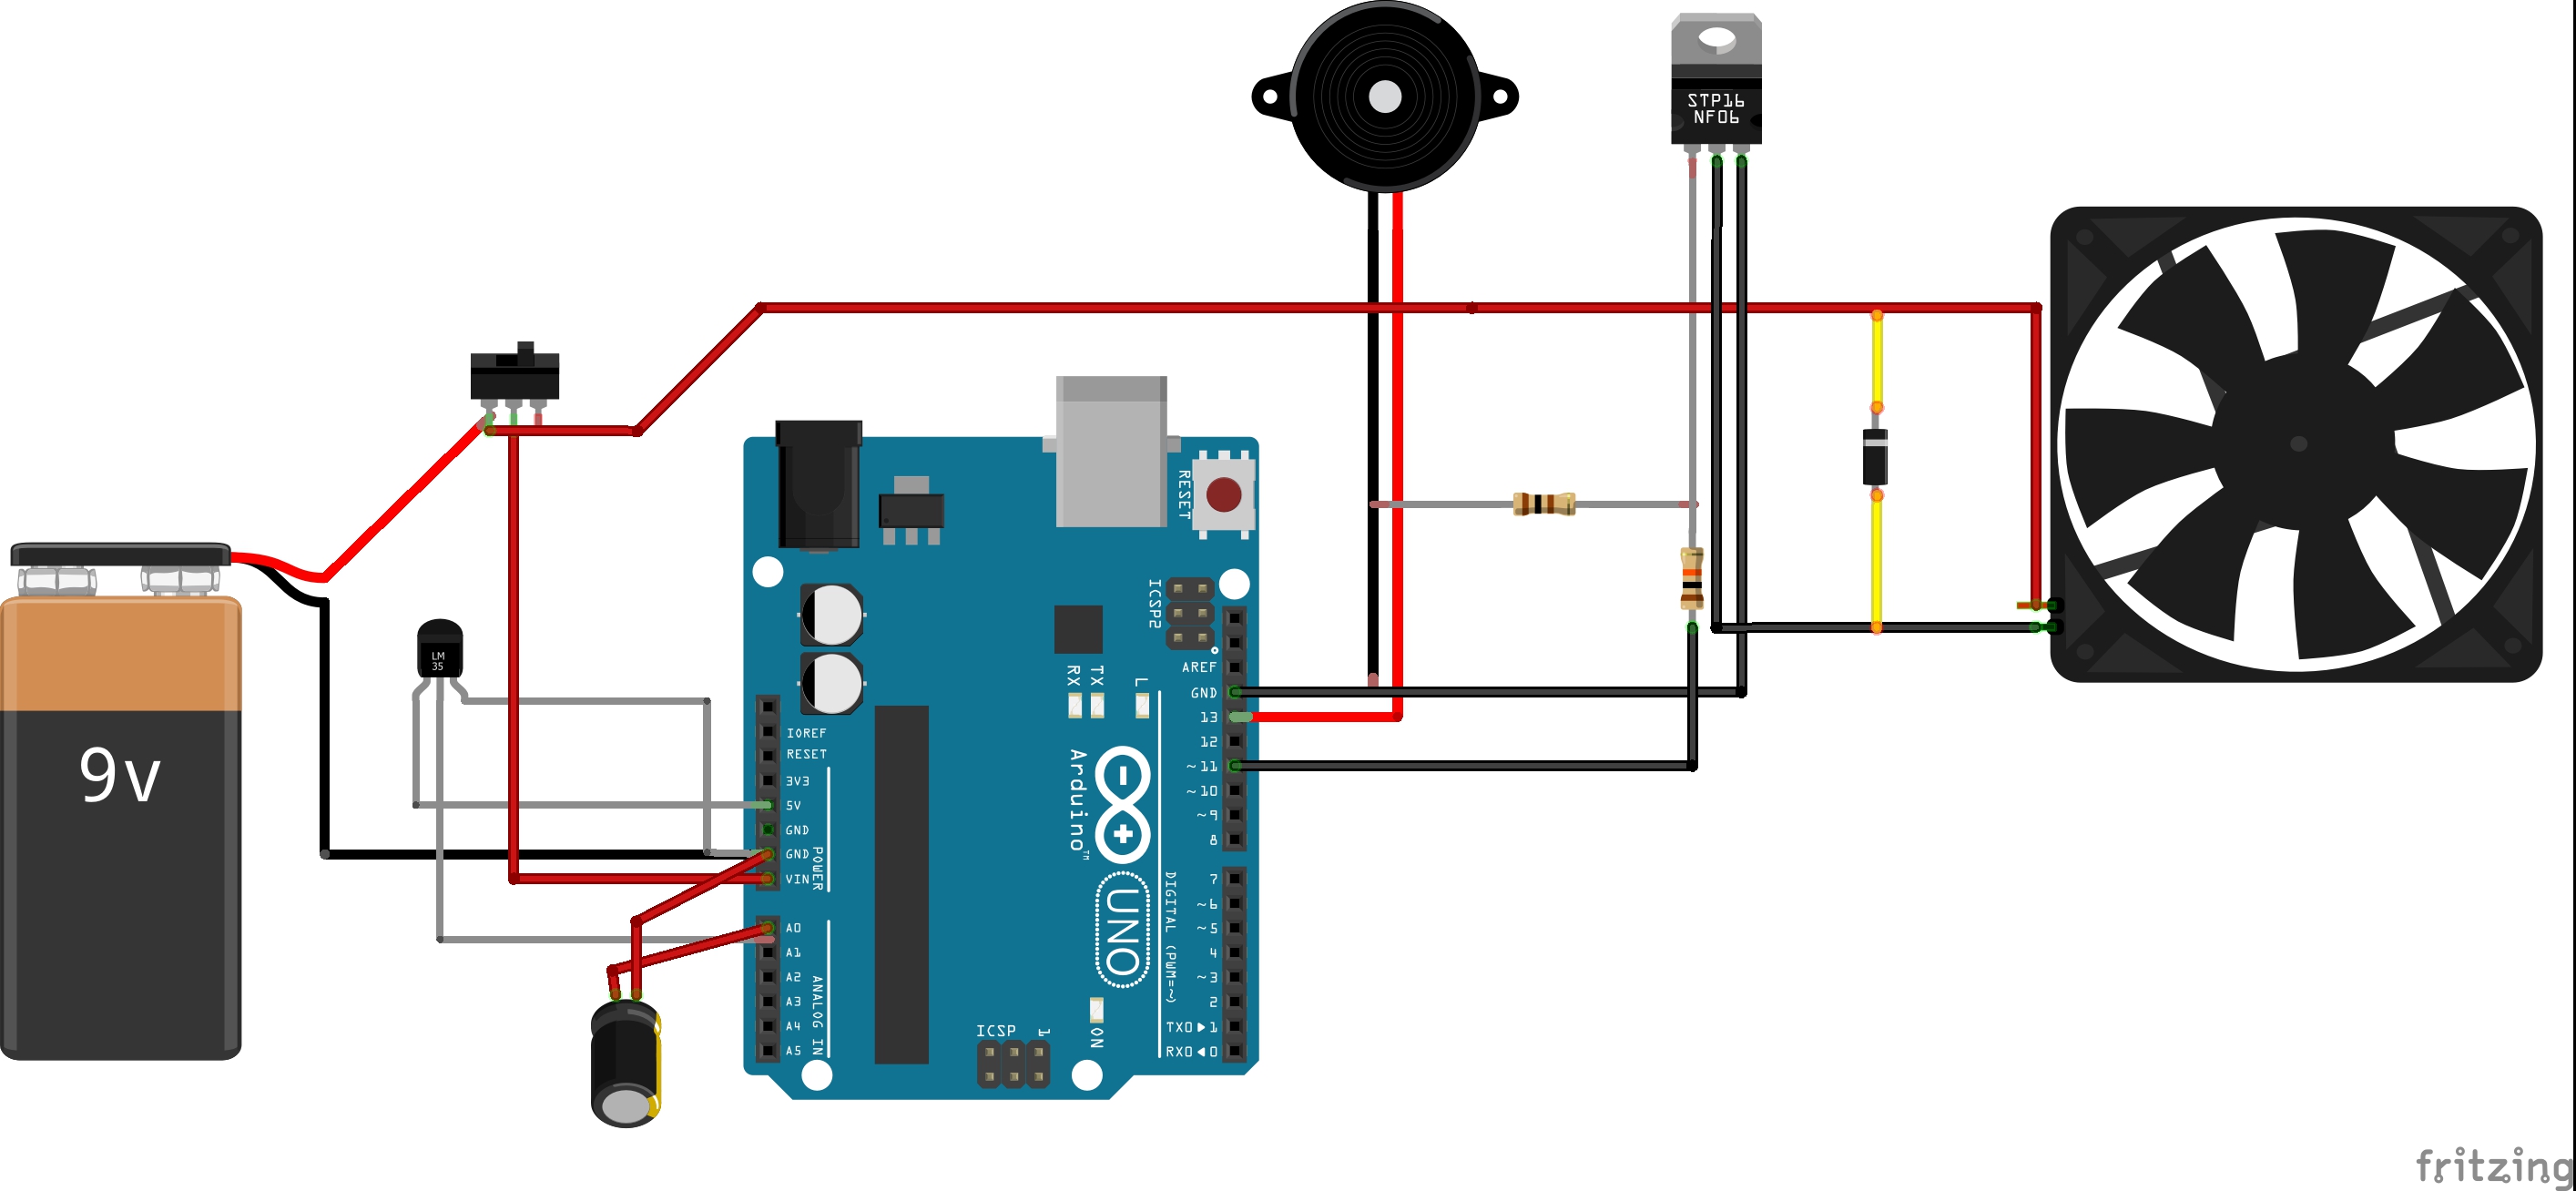 STP16
NF06
RESET
ICSP2
LM
35
AREF
RX
TX
L
GND
13
12
~11
~10
~9
8
IOREF
RESET
3V3
5V
GND
GND
VIN
POWER
9v
Arduino™
UNO
A0
A1
A2
A3
A4
A5
ANALOG IN
7
~6
~5
4
~3
2
TX0▶1
RX0◀0
DIGITAL (PWM=~)
ICSP
1
ON
fritzing